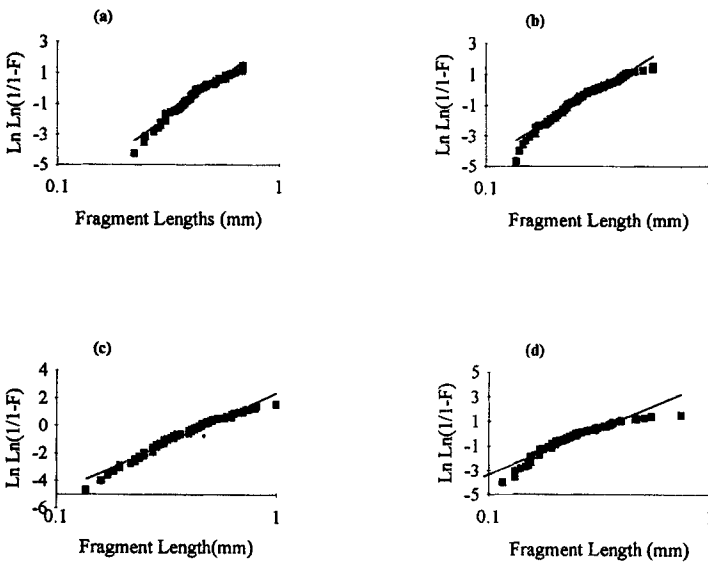 (a)
Ln Ln(1/1-F)
3
1
-1
-3
-5
0.1
1
Fragment Lengths (mm)
(b)
Ln Ln(1/1-F)
3
1
-1
-3
-5
0.1
1
Fragment Length (mm)
(c)
Ln Ln(1/1-F)
4
2
0
-2
-4
-6
0.1
1
Fragment Length(mm)
(d)
Ln Ln(1/1-F)
5
3
1
-1
-3
-5
0.1
1
Fragment Length (mm)